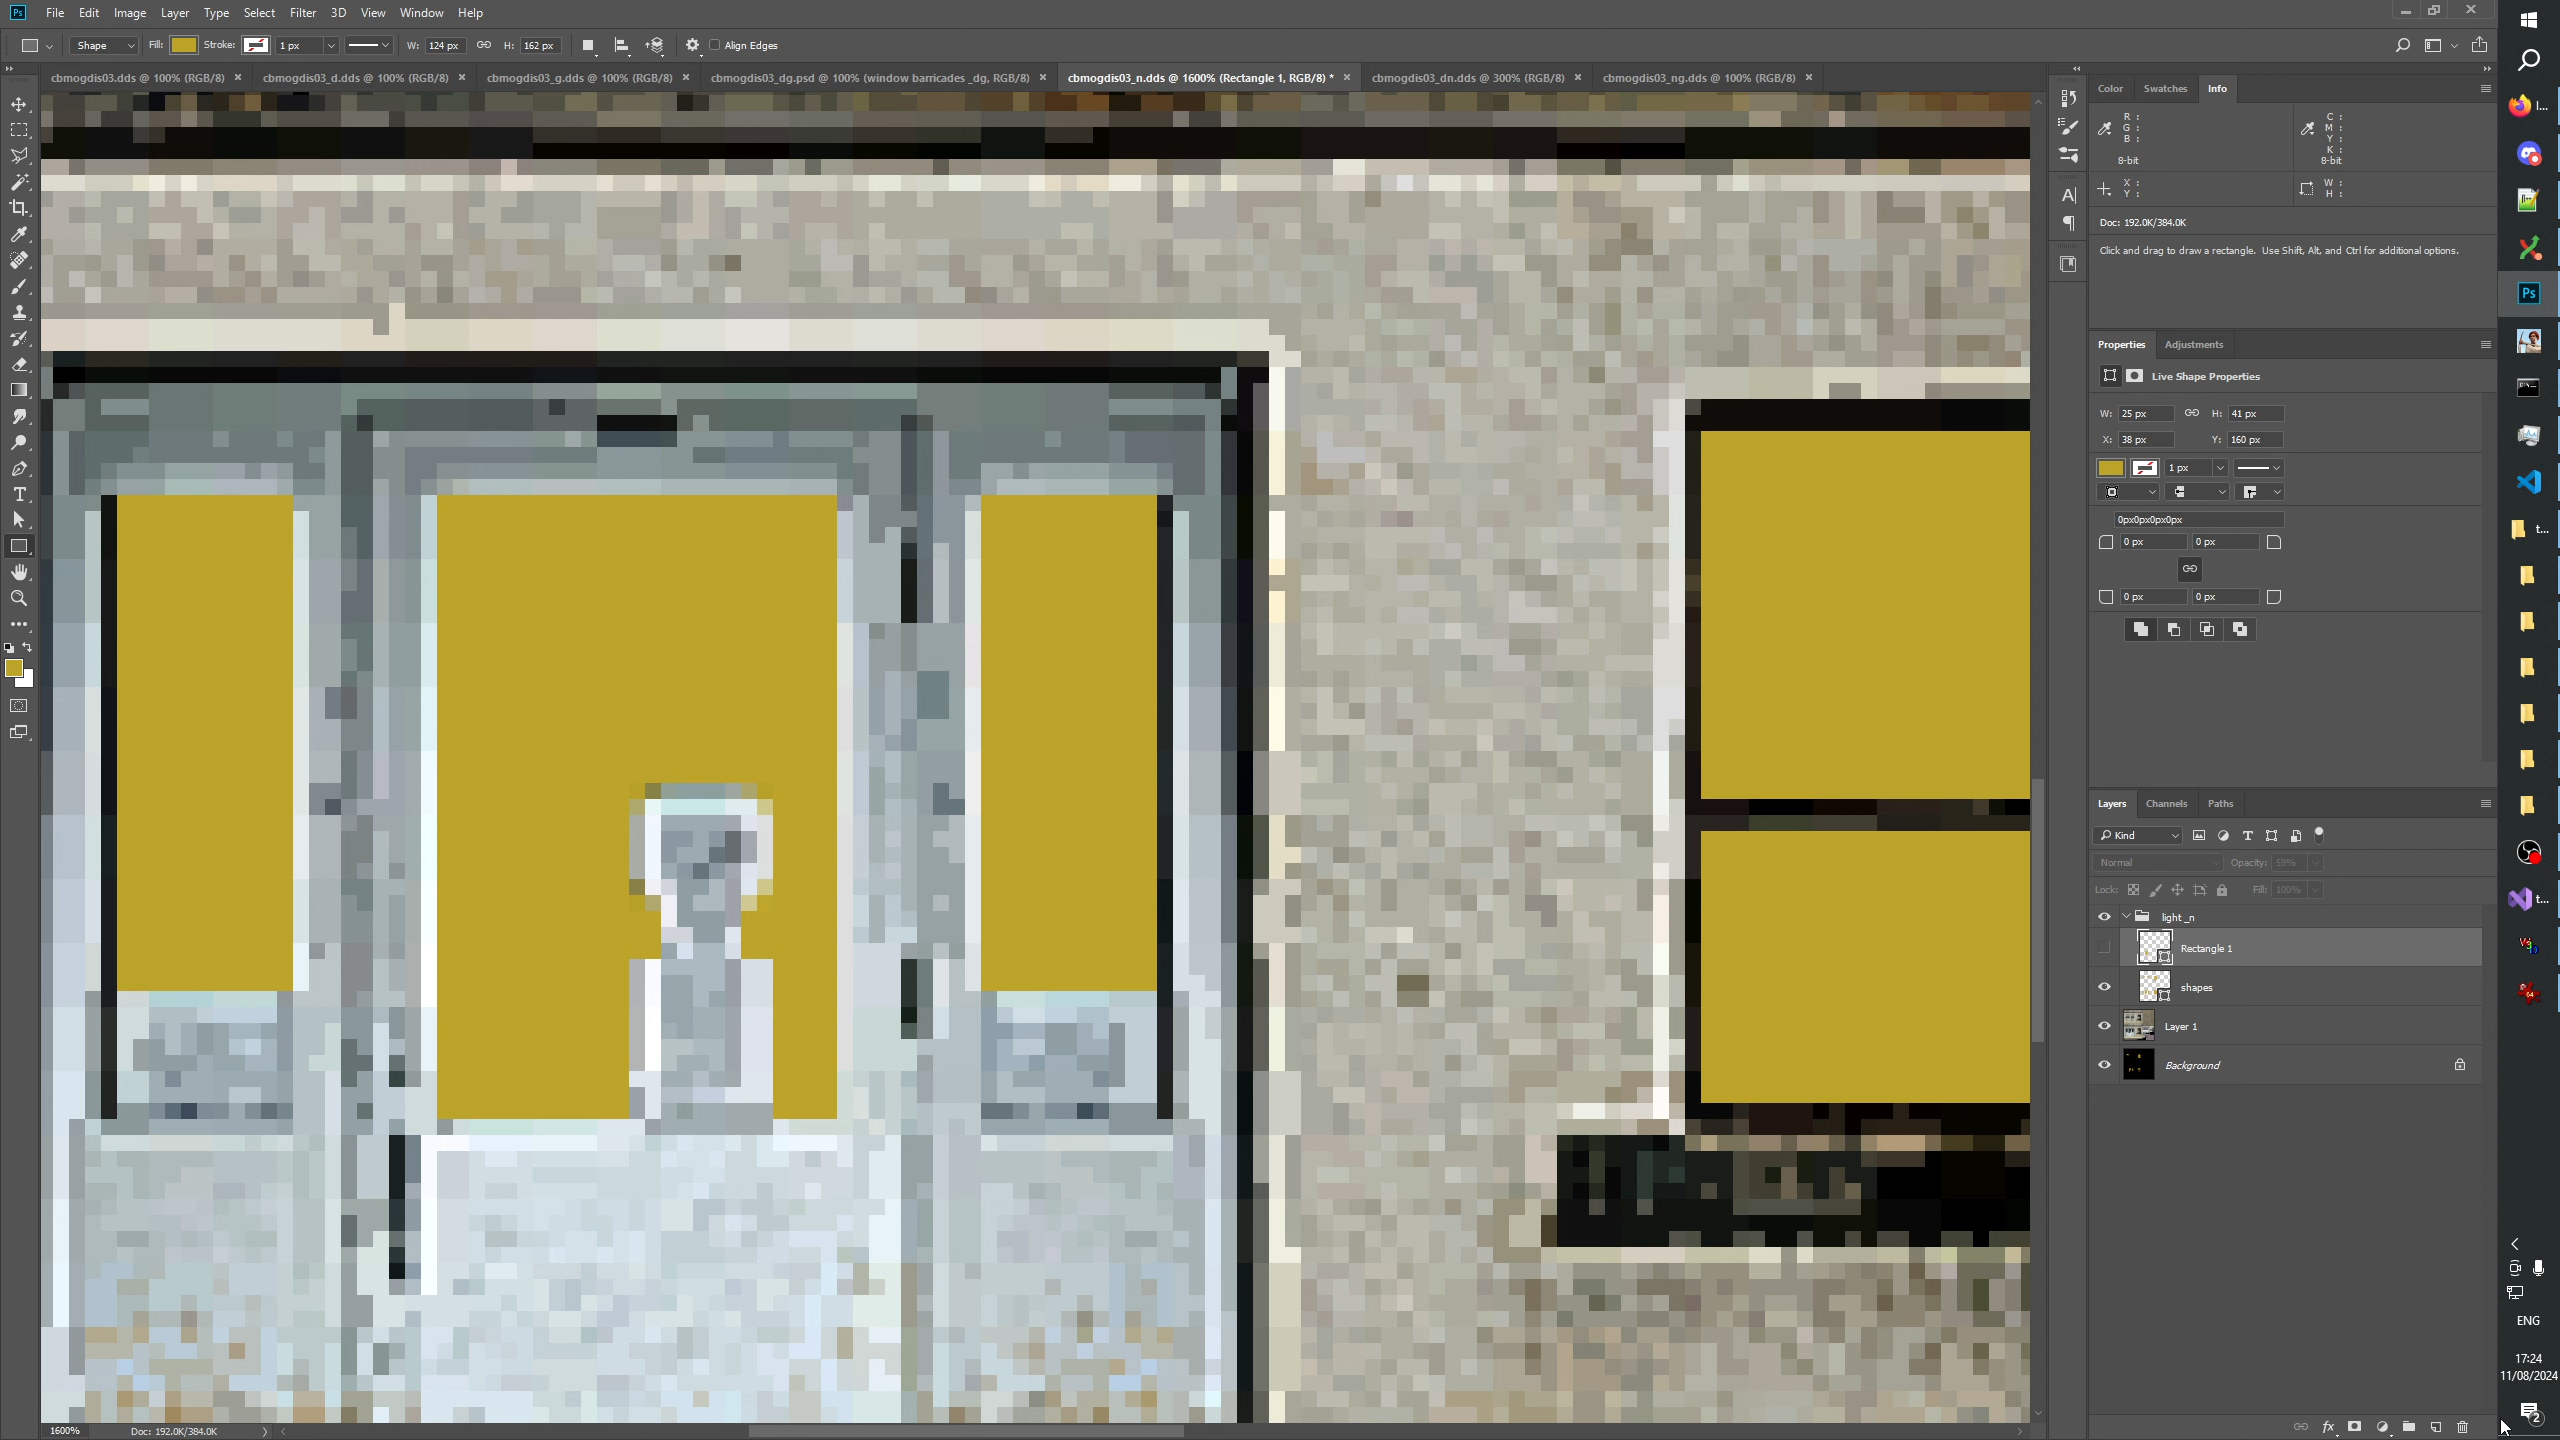 Ps File Edit Image Layer Type Select Filter 3D View Window Help
Shape Fill: Stroke: 1 px W: 124 px H: 162 px Align Edges
cbmogdis03.dds @ 100% (RGB/8) × cbmogdis03_d.dds @ 100% (RGB/8) × cbmogdis03_g.dds @ 100% (RGB/8) × cbmogdis03_dg.psd @ 100% (window barricades _dg, RGB/8) × cbmogdis03_n.dds @ 1600% (Rectangle 1, RGB/8) * × cbmogdis03_dn.dds @ 300% (RGB/8) × cbmogdis03_ng.dds @ 100% (RGB/8) ×
Color Swatches Info
R : C :
G : M :
B : Y :
K :
8-bit 8-bit
X : W :
Y : H :
Doc: 192.0K/384.0K
Click and drag to draw a rectangle. Use Shift, Alt, and Ctrl for additional options.
Properties Adjustments
Live Shape Properties
W: 25 px H: 41 px
X: 38 px Y: 160 px
1 px
0px0px0px0px
0 px 0 px
0 px 0 px
Layers Channels Paths
Kind
Normal Opacity: 59%
Lock: Fill: 100%
light _n
Rectangle 1
shapes
Layer 1
Background
1600% Doc: 192.0K/384.0K
I...
Ps
t...
t...
64
ENG
17:24
11/08/2024
2